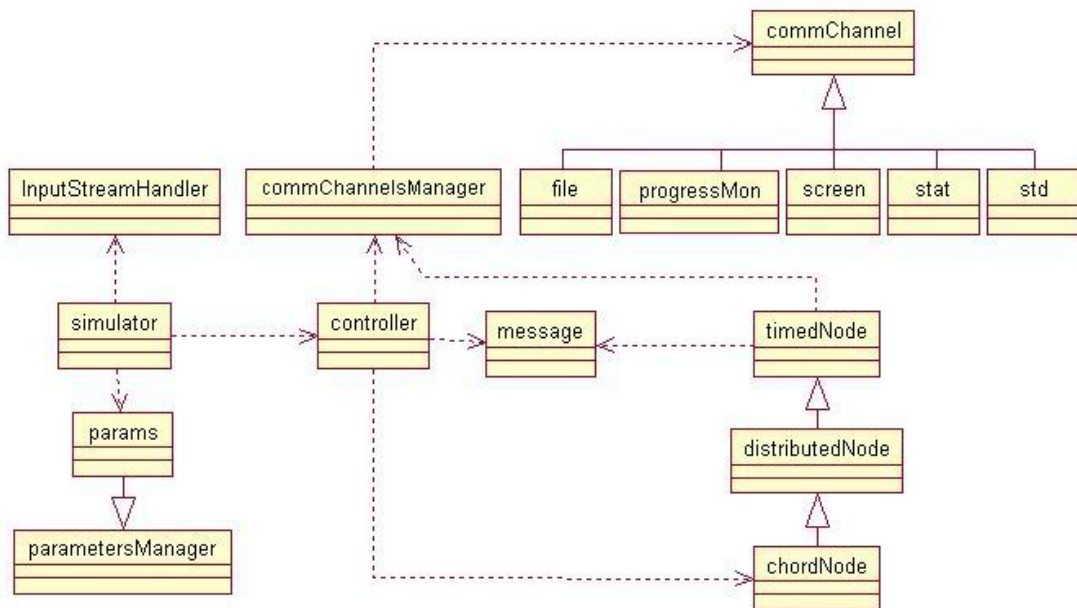 commChannel
InputStreamHandler
commChannelsManager
file
progressMon
screen
stat
std
simulator
controller
message
timedNode
params
distributedNode
parametersManager
chordNode